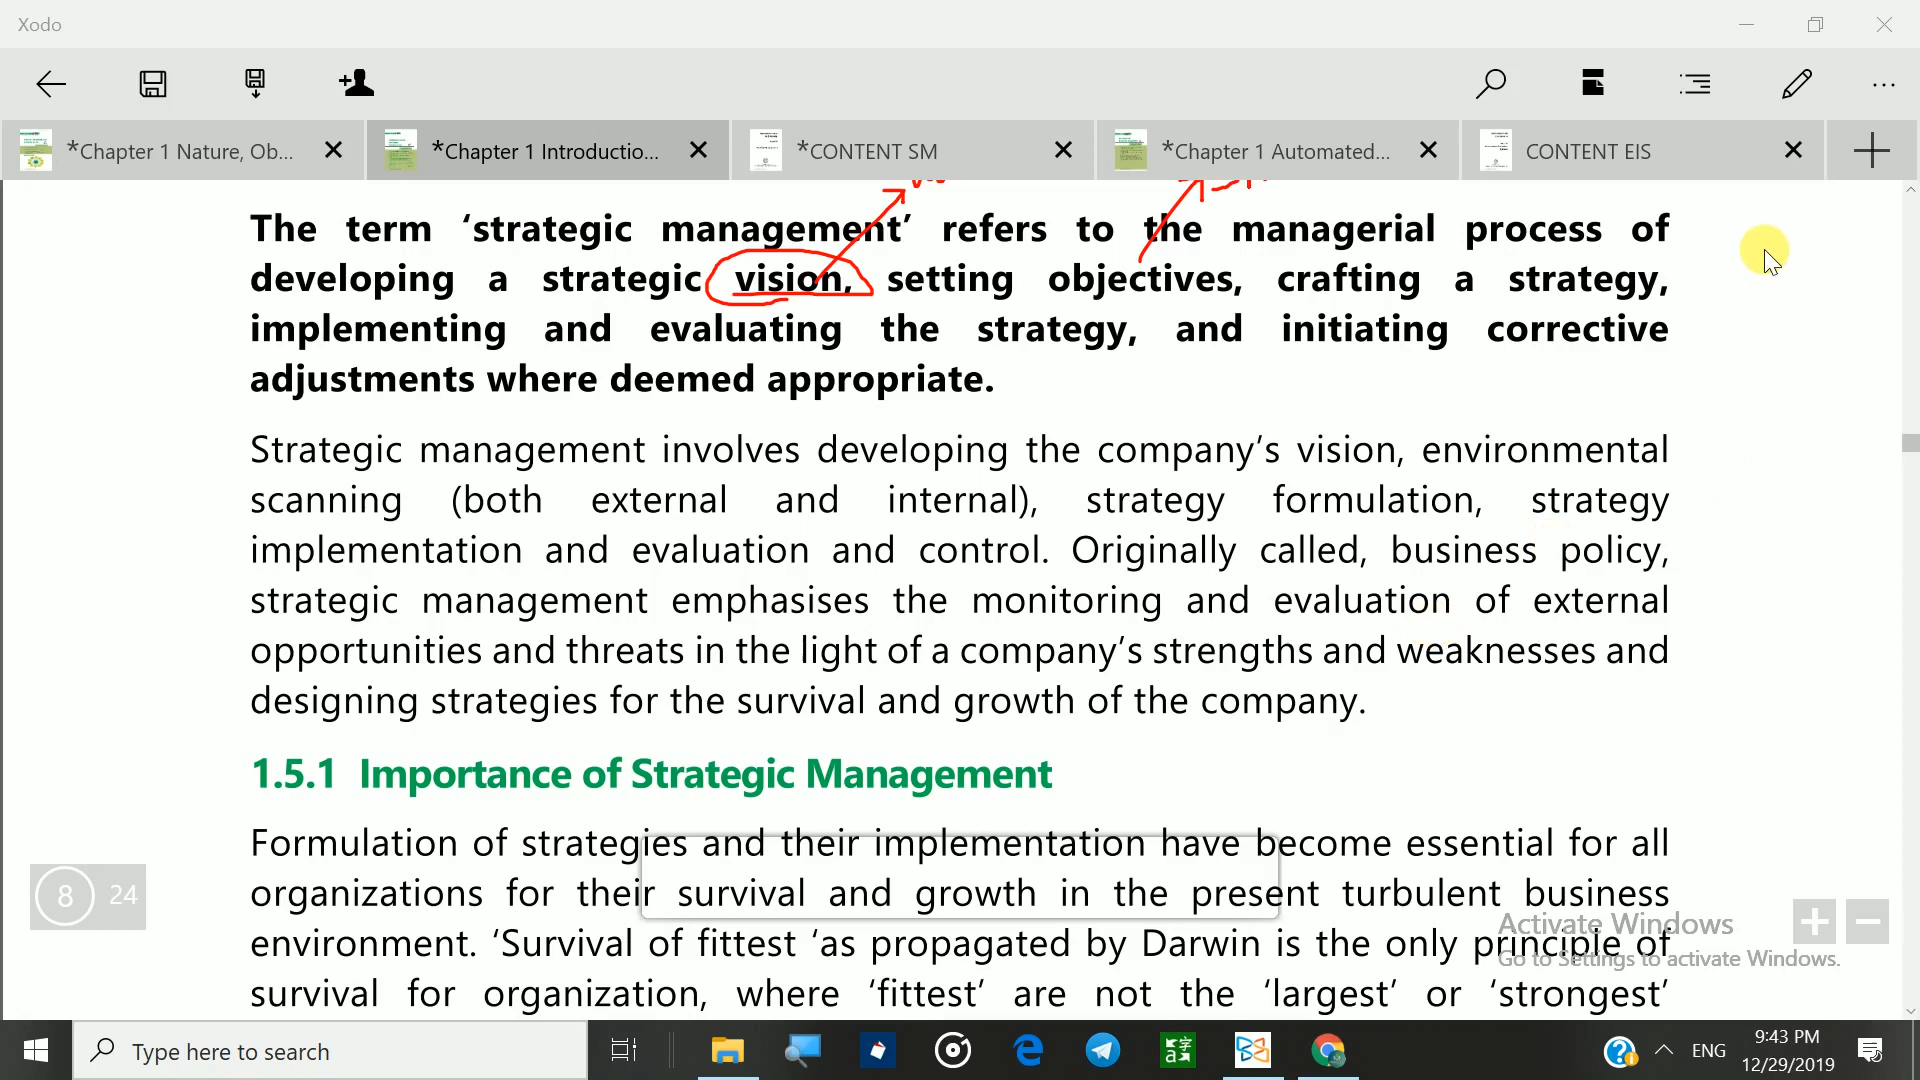 Xodo
*Chapter 1 Nature, Ob...
*Chapter 1 Introductio...
*CONTENT SM
*Chapter 1 Automated...
CONTENT EIS
The term ‘strategic management’ refers to the managerial process of
developing a strategic vision, setting objectives, crafting a strategy,
implementing and evaluating the strategy, and initiating corrective
adjustments where deemed appropriate.
Strategic management involves developing the company’s vision, environmental
scanning (both external and internal), strategy formulation, strategy
implementation and evaluation and control. Originally called, business policy,
strategic management emphasises the monitoring and evaluation of external
opportunities and threats in the light of a company’s strengths and weaknesses and
designing strategies for the survival and growth of the company.
1.5.1 Importance of Strategic Management
Formulation of strategies and their implementation have become essential for all
organizations for their survival and growth in the present turbulent business
environment. ‘Survival of fittest ‘as propagated by Darwin is the only principle of
survival for organization, where ‘fittest’ are not the ‘largest’ or ‘strongest’
8 24
Activate Windows
Go to Settings to activate Windows.
Type here to search
ENG
9:43 PM
12/29/2019